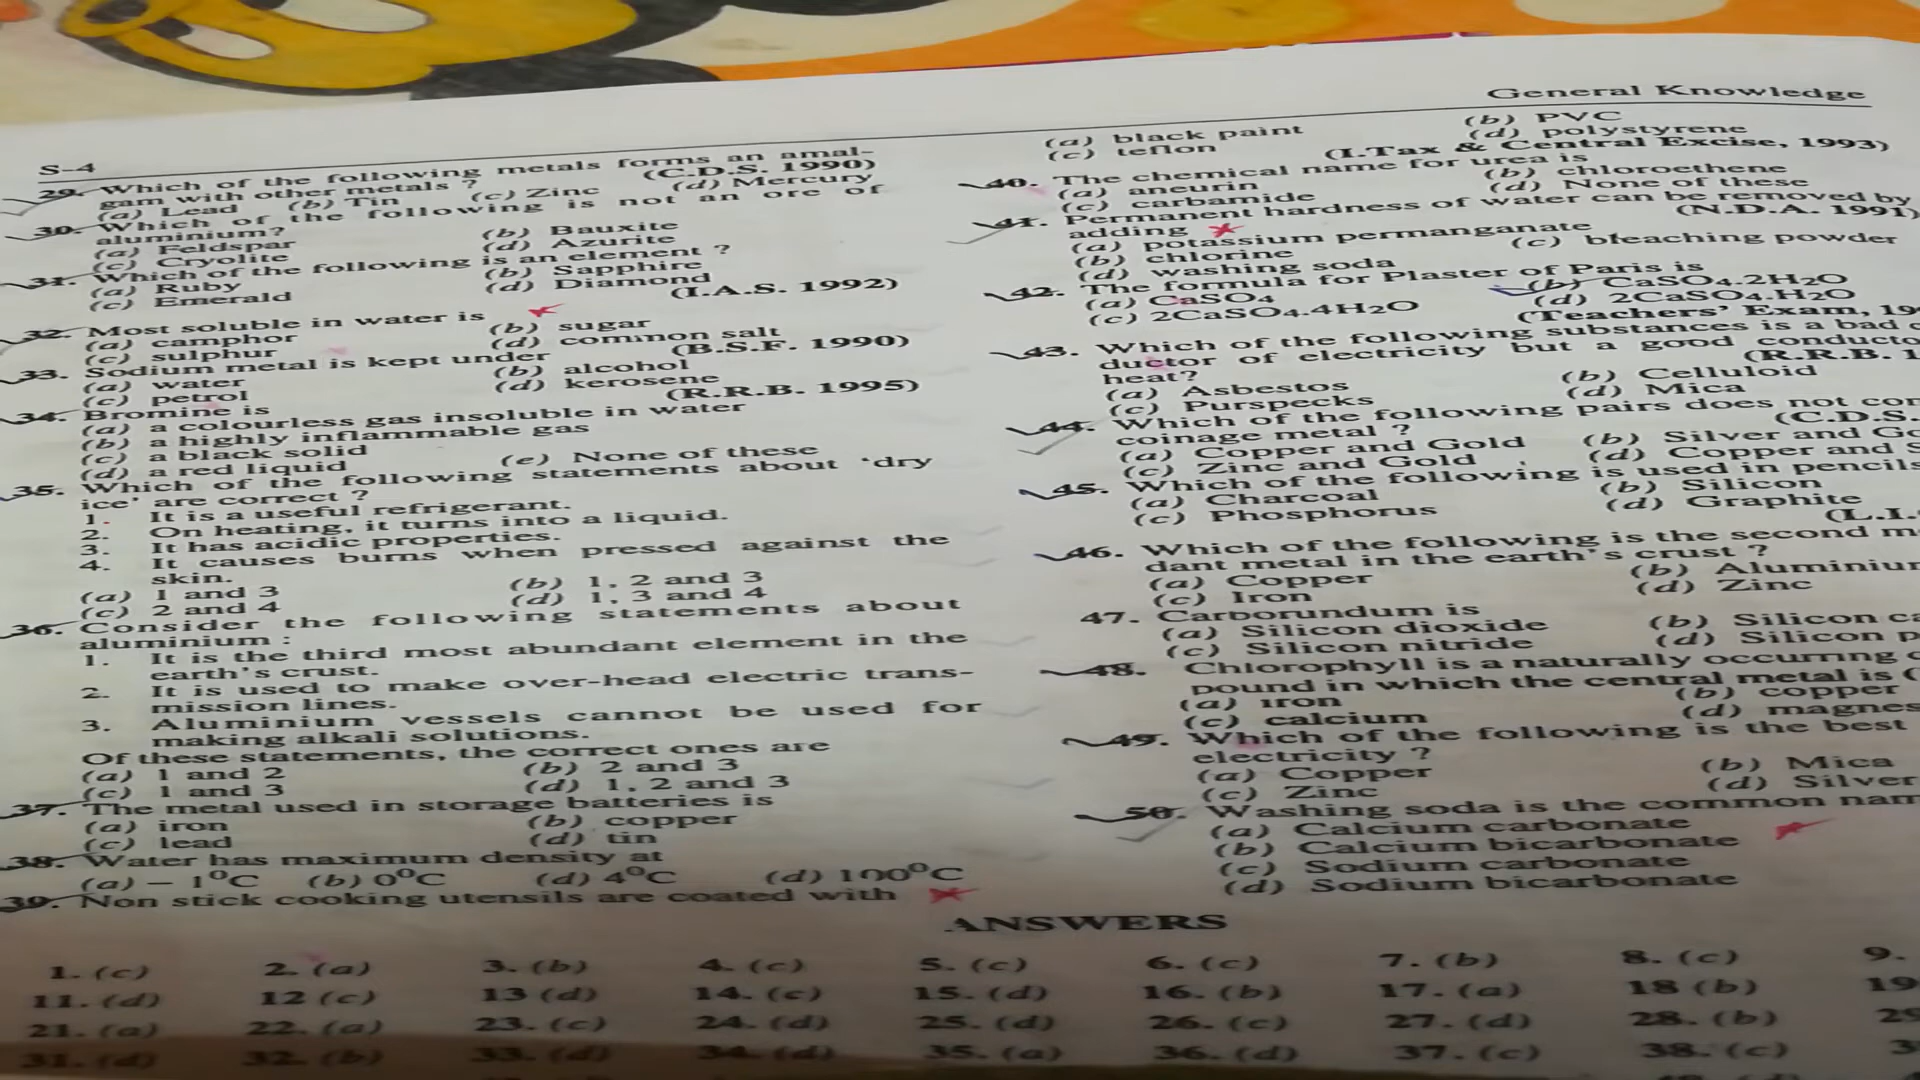 General Knowledge
S-4
29. Which of the following metals forms an amal-
gam with other metals ? (C.D.S. 1990)
(a) Lead (b) Tin (c) Zinc (d) Mercury
30. Which of the following is not an ore of
aluminium?
(a) Feldspar (b) Bauxite
(c) Cryolite (d) Azurite
31. Which of the following is an element ?
(a) Ruby (b) Sapphire
(c) Emerald (d) Diamond
(I.A.S. 1992)
32. Most soluble in water is
(a) camphor (b) sugar
(c) sulphur (d) common salt
33. Sodium metal is kept under (B.S.F. 1990)
(a) water (b) alcohol
(c) petrol (d) kerosene
34. Bromine is (R.R.B. 1995)
(a) a colourless gas insoluble in water
(b) a highly inflammable gas
(c) a black solid
(d) a red liquid (e) None of these
35. Which of the following statements about 'dry
ice' are correct ?
1. It is a useful refrigerant.
2. On heating, it turns into a liquid.
3. It has acidic properties.
4. It causes burns when pressed against the
skin.
(a) 1 and 3 (b) 1, 2 and 3
(c) 2 and 4 (d) 1, 3 and 4
36. Consider the following statements about
aluminium :
1. It is the third most abundant element in the
earth's crust.
2. It is used to make over-head electric trans-
mission lines.
3. Aluminium vessels cannot be used for
making alkali solutions.
Of these statements, the correct ones are
(a) 1 and 2 (b) 2 and 3
(c) 1 and 3 (d) 1, 2 and 3
37. The metal used in storage batteries is
(a) iron (b) copper
(c) lead (d) tin
38. Water has maximum density at
(a) – 1⁰C (b) 0⁰C (d) 4⁰C (d) 100⁰C
39. Non stick cooking utensils are coated with
(a) black paint (b) PVC
(c) teflon (d) polystyrene
(I.Tax & Central Excise, 1993)
40. The chemical name for urea is
(a) aneurin (b) chloroethene
(c) carbamide (d) None of these
41. Permanent hardness of water can be removed by
adding (N.D.A. 1991)
(a) potassium permanganate
(b) chlorine (c) bleaching powder
(d) washing soda
42. The formula for Plaster of Paris is
(a) CaSO4 (b) CaSO4.2H2O
(c) 2CaSO4.4H2O (d) 2CaSO4.H2O
(Teachers' Exam, 19
43. Which of the following substances is a bad c
ductor of electricity but a good conducto
heat? (R.R.B. 1
(a) Asbestos (b) Celluloid
(c) Purspecks (d) Mica
44. Which of the following pairs does not con
coinage metal ? (C.D.S.
(a) Copper and Gold (b) Silver and Go
(c) Zinc and Gold (d) Copper and S
45. Which of the following is used in pencils
(a) Charcoal (b) Silicon
(c) Phosphorus (d) Graphite
(L.I.
46. Which of the following is the second m
dant metal in the earth's crust ?
(a) Copper (b) Aluminiur
(c) Iron (d) Zinc
47. Carborundum is
(a) Silicon dioxide (b) Silicon ca
(c) Silicon nitride (d) Silicon p
48. Chlorophyll is a naturally occurring c
pound in which the central metal is (
(a) iron (b) copper
(c) calcium (d) magnes
49. Which of the following is the best
electricity ?
(a) Copper (b) Mica
(c) Zinc (d) Silver
50. Washing soda is the common nam
(a) Calcium carbonate
(b) Calcium bicarbonate
(c) Sodium carbonate
(d) Sodium bicarbonate
ANSWERS
1. (c) 2. (a) 3. (b) 4. (c) 5. (c) 6. (c) 7. (b) 8. (c) 9.
11. (d) 12 (c) 13 (d) 14. (c) 15. (d) 16. (b) 17. (a) 18 (b) 19
21. (a) 22. (a) 23. (c) 24. (d) 25. (d) 26. (c) 27. (d) 28. (b) 29
31. (d) 32. (b) 33. (d) 34. (d) 35. (a) 36. (d) 37. (c) 38. (c) 3